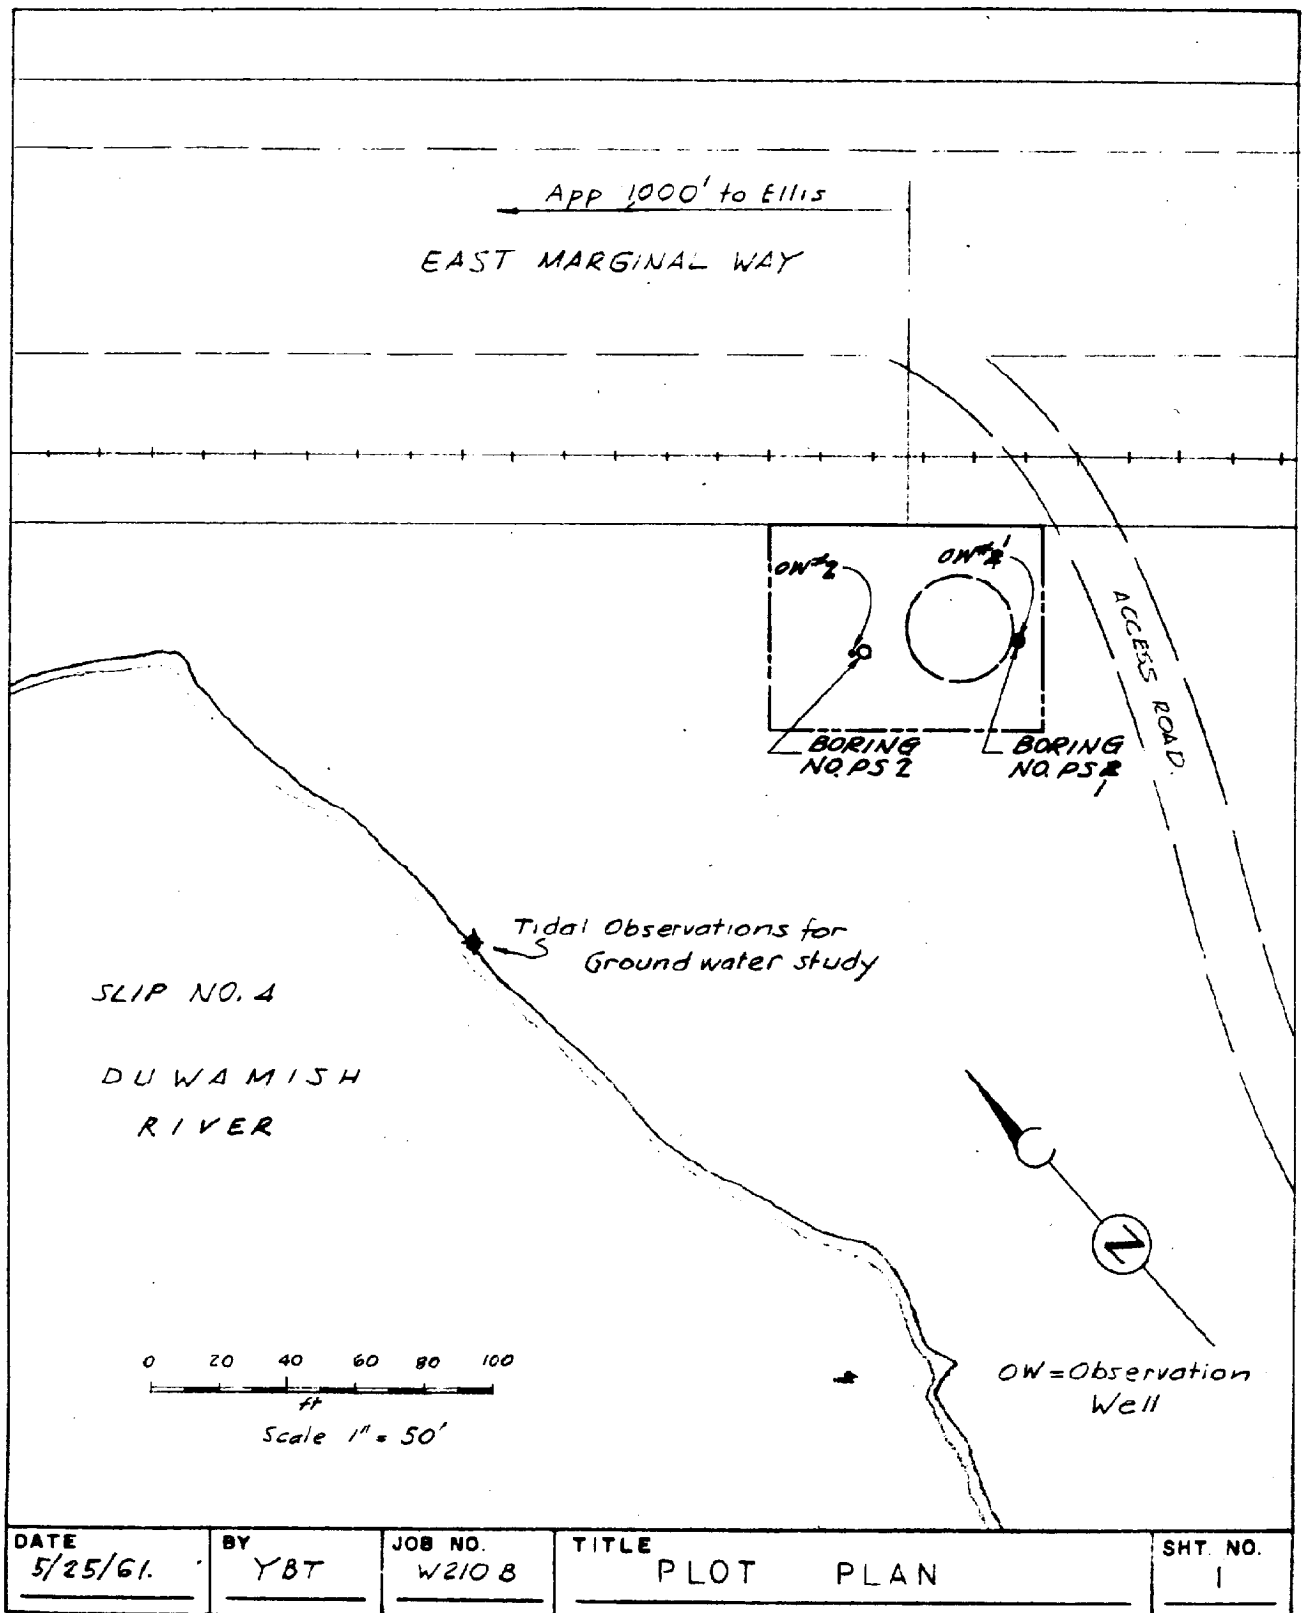 App 1000' to Ellis
EAST MARGINAL WAY
OW#2
OW#1
ACCESS ROAD.
BORING
NO. PS 2
BORING
NO. PS
1
Tidal Observations for
Ground water study
SLIP NO. 4
DUWAMISH
RIVER
N
0 20 40 60 80 100
ft
Scale 1" = 50'
OW=Observation
Well
DATE
5/25/61.
BY
YBT
JOB NO.
W210 B
TITLE
PLOT PLAN
SHT. NO.
1